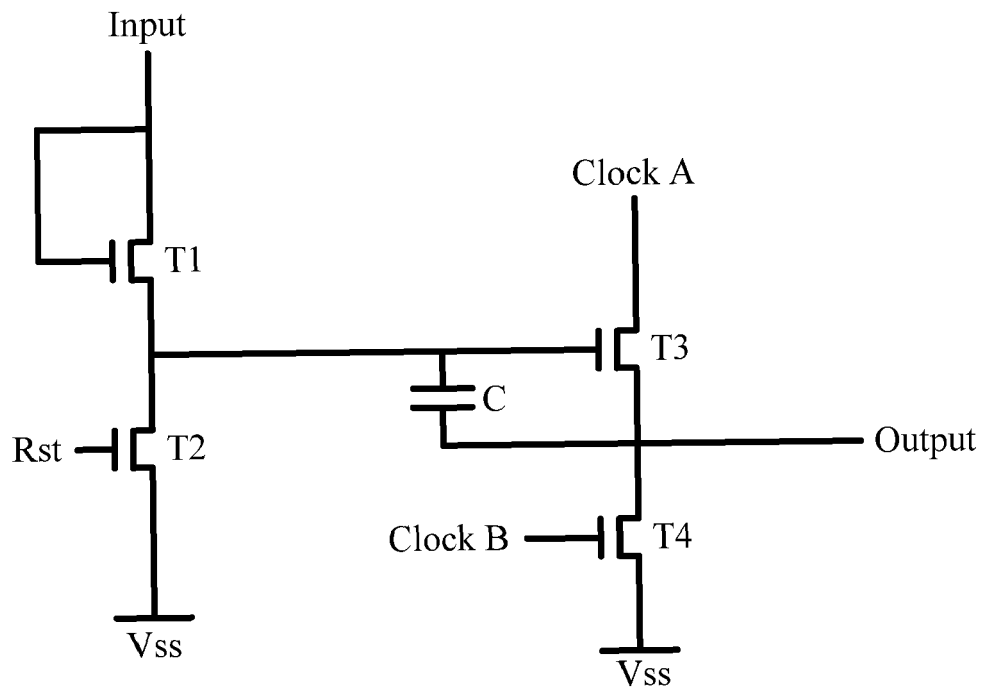 Input
Clock A
T1
T3
C
Rst
T2
Output
Clock B
T4
Vss
Vss